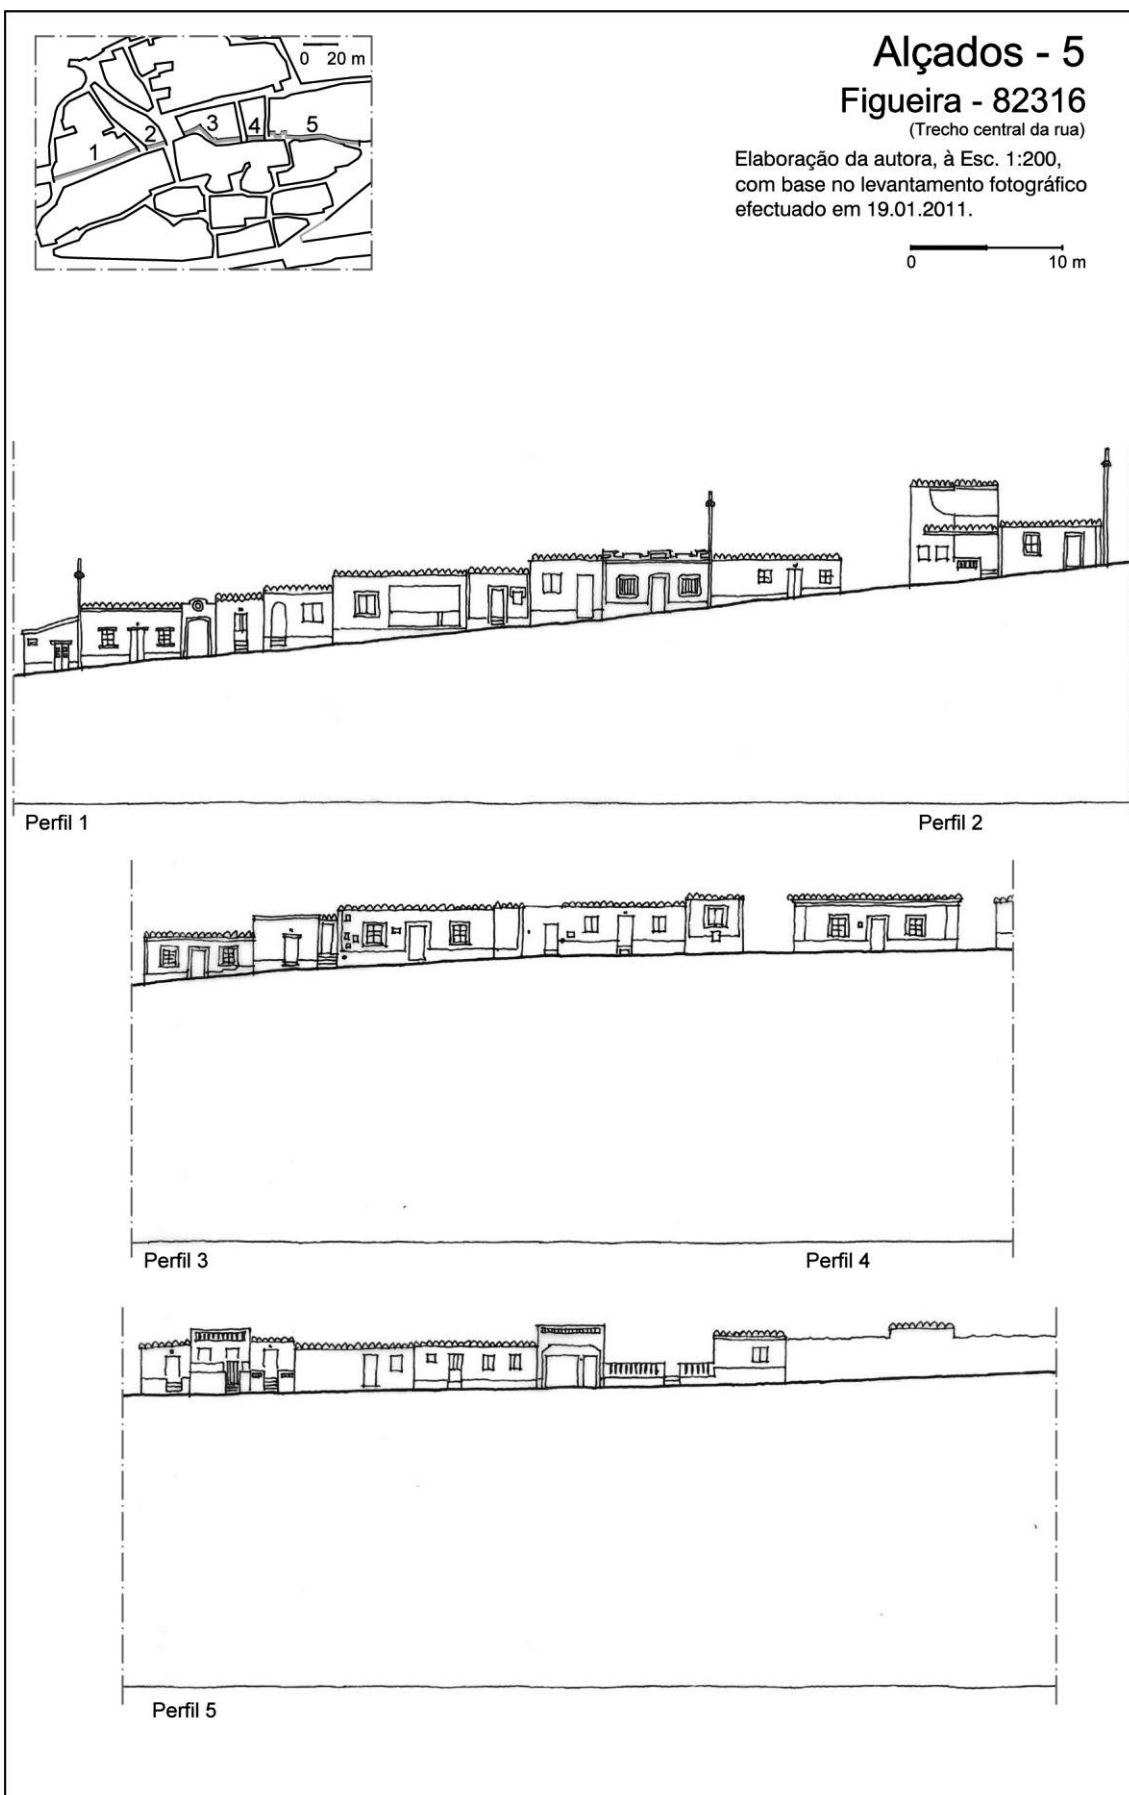 0 20 m
1
2
3
4
5
Alçados - 5
Figueira - 82316
(Trecho central da rua)
Elaboração da autora, à Esc. 1:200,
com base no levantamento fotográfico
efectuado em 19.01.2011.
0 10 m
Perfil 1 Perfil 2
Perfil 3 Perfil 4
Perfil 5